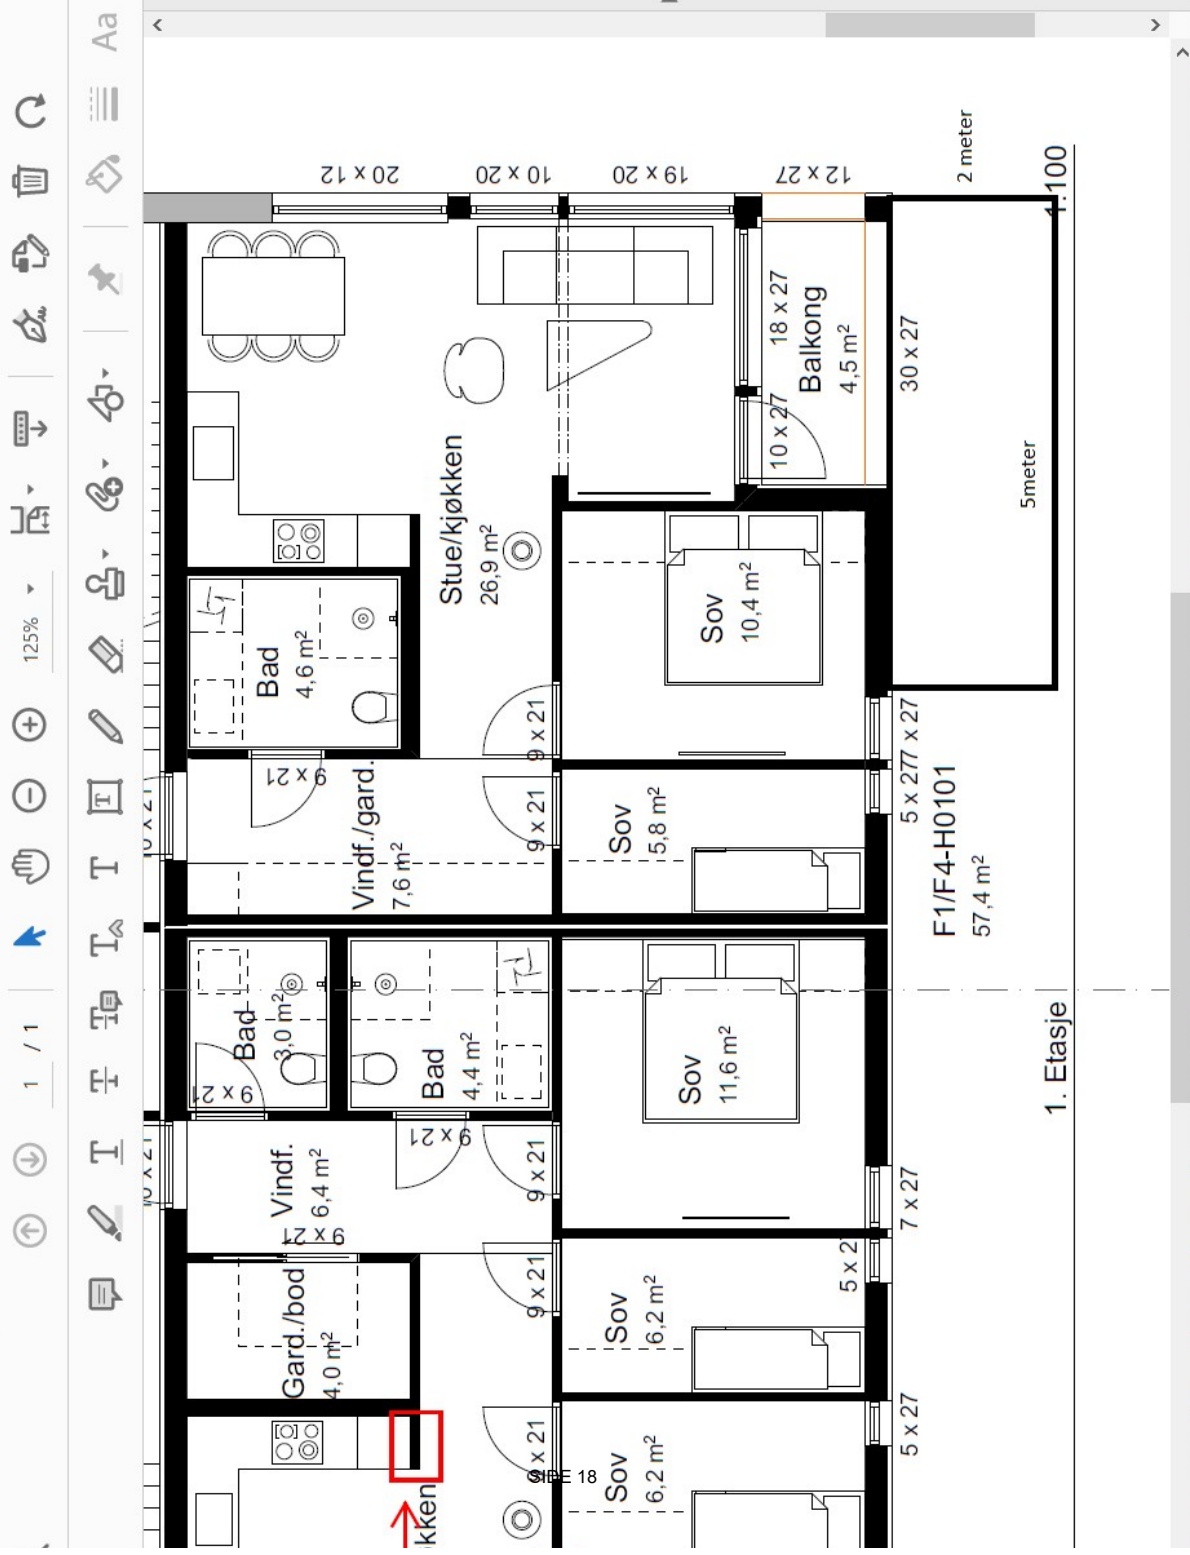 Aa
125%
1 / 1
20 x 12
10 x 20
19 x 20
12 x 27
2 meter
1:100
18 x 27
Balkong
4,5 m²
10 x 27
30 x 27
5meter
Stue/kjøkken
26,9 m²
Sov
10,4 m²
Bad
4,6 m²
9 x 21
9 x 21
7 x 27
Vindf./gard.
7,6 m²
9 x 21
Sov
5,8 m²
5 x 27
F1/F4-H0101
57,4 m²
Bad
3,0 m²
9 x 21
Bad
4,4 m²
9 x 21
Sov
11,6 m²
1. Etasje
Vindf.
6,4 m²
9 x 21
9 x 21
7 x 27
Gard./bod
4,0 m²
9 x 21
Sov
6,2 m²
5 x 2
5 x 27
x 21
Sov
6,2 m²
økken
SIDE 18